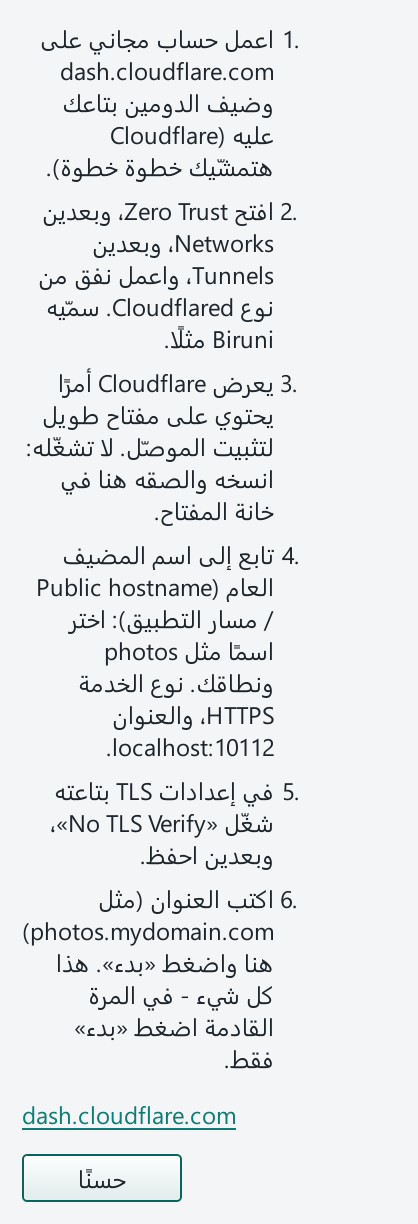 1. اعمل حساب مجاني على
dash.cloudflare.com
وضيف الدومين بتاعك
عليه (Cloudflare
هتمشّيك خطوة خطوة).
2. افتح Zero Trust، وبعدين
Networks، وبعدين
Tunnels، واعمل نفق من
نوع Cloudflared. سمّيه
Biruni مثلًا.
3. يعرض Cloudflare أمرًا
يحتوي على مفتاح طويل
لتثبيت الموصّل. لا تشغّله:
انسخه والصقه هنا في
خانة المفتاح.
4. تابع إلى اسم المضيف
العام (Public hostname
/ مسار التطبيق): اختر
اسمًا مثل photos
ونطاقك. نوع الخدمة
HTTPS، والعنوان
localhost:10112.
5. في إعدادات TLS بتاعته
شغّل «No TLS Verify»،
وبعدين احفظ.
6. اكتب العنوان (مثل
photos.mydomain.com)
هنا واضغط «بدء». هذا
كل شيء - في المرة
القادمة اضغط «بدء»
فقط.
dash.cloudflare.com
حسنًا